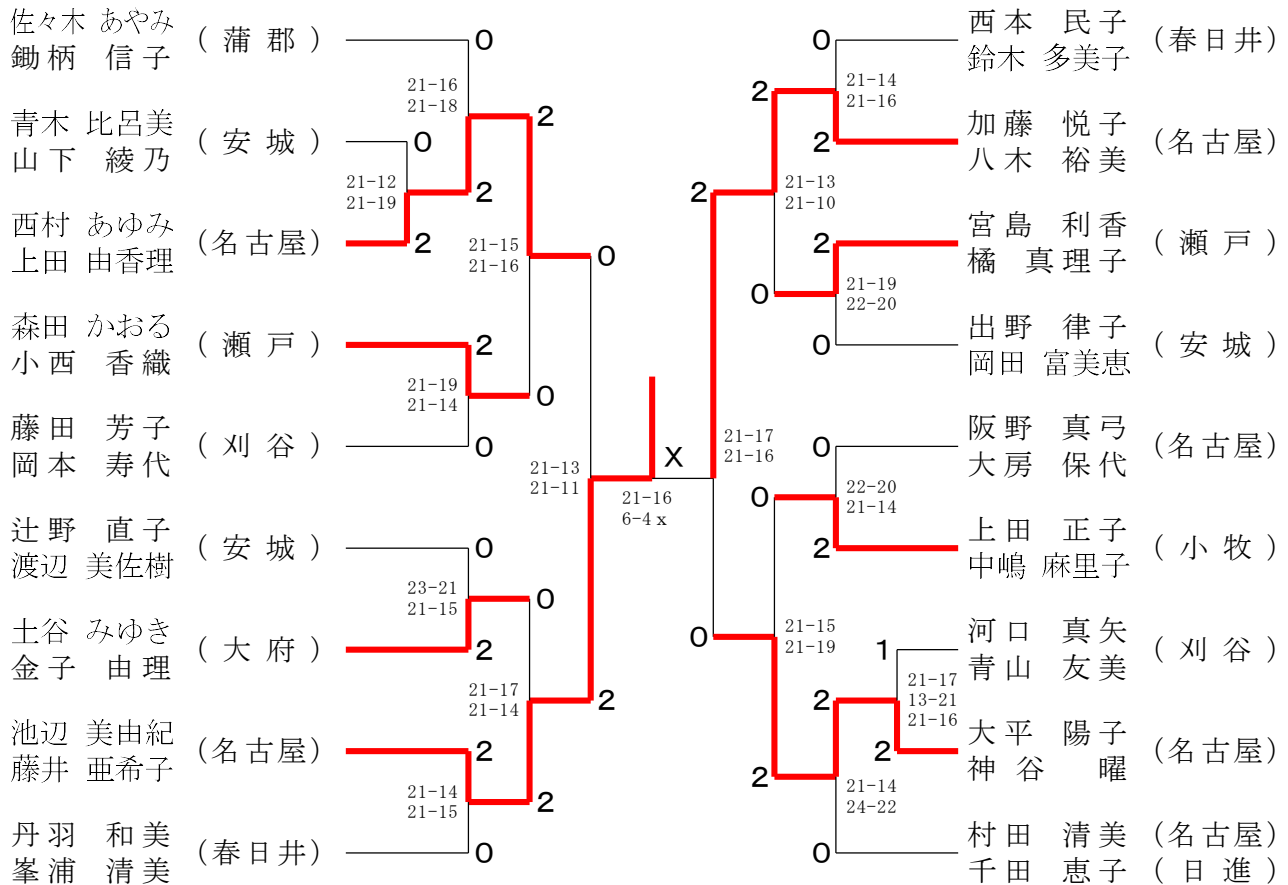 佐々木 あやみ
鋤柄 信子
(蒲郡)
0
21-16
21-18
2
青木 比呂美
山下 綾乃
(安城)
0
21-12
21-19
2
西村 あゆみ
上田 由香理
(名古屋)
2
21-15
21-16
0
森田 かおる
小西 香織
(瀬戸)
2
21-19
21-14
0
藤田 芳子
岡本 寿代
(刈谷)
0
21-13
21-11
辻野 直子
渡辺 美佐樹
(安城)
0
23-21
21-15
0
土谷 みゆき
金子 由理
(大府)
2
21-17
21-14
2
池辺 美由紀
藤井 亜希子
(名古屋)
2
21-14
21-15
2
丹羽 和美
峯浦 清美
(春日井)
0
X
21-16
6-4 x
西本 民子
鈴木 多美子
(春日井)
0
21-14
21-16
2
加藤 悦子
八木 裕美
(名古屋)
2
21-13
21-10
2
宮島 利香
橘 真理子
(瀬戸)
2
21-19
22-20
0
出野 律子
岡田 富美恵
(安城)
0
21-17
21-16
阪野 真弓
大房 保代
(名古屋)
0
22-20
21-14
0
上田 正子
中嶋 麻里子
(小牧)
2
21-15
21-19
0
河口 真矢
青山 友美
(刈谷)
1
21-17
13-21
21-16
2
大平 陽子
神谷 曜
(名古屋)
2
21-14
24-22
2
村田 清美
千田 恵子
(名古屋)
(日進)
0